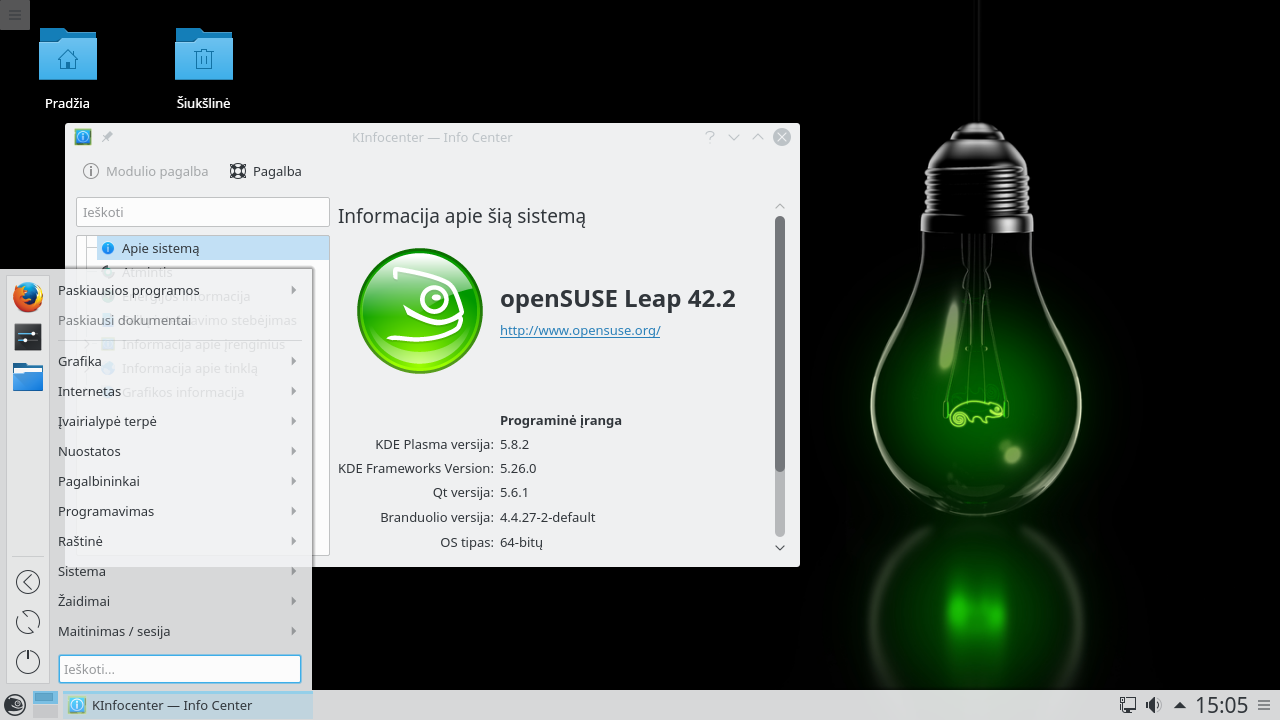 Pradžia
Šiukšlinė
KInfocenter — Info Center
Modulio pagalba
Pagalba
Ieškoti
Apie sistemą
Atmintis
Energijos informacija
Informacija apie įrenginius
Informacija apie tinklą
Grafikos informacija
Informacija apie šią sistemą
openSUSE Leap 42.2
http://www.opensuse.org/
Programinė įranga
KDE Plasma versija: 5.8.2
KDE Frameworks Version: 5.26.0
Qt versija: 5.6.1
Branduolio versija: 4.4.27-2-default
OS tipas: 64-bitų
Paskiausios programos
Paskiausi dokumentai
Grafika
Internetas
Įvairialypė terpė
Nuostatos
Pagalbininkai
Programavimas
Raštinė
Sistema
Žaidimai
Maitinimas / sesija
Ieškoti...
KInfocenter — Info Center
15:05